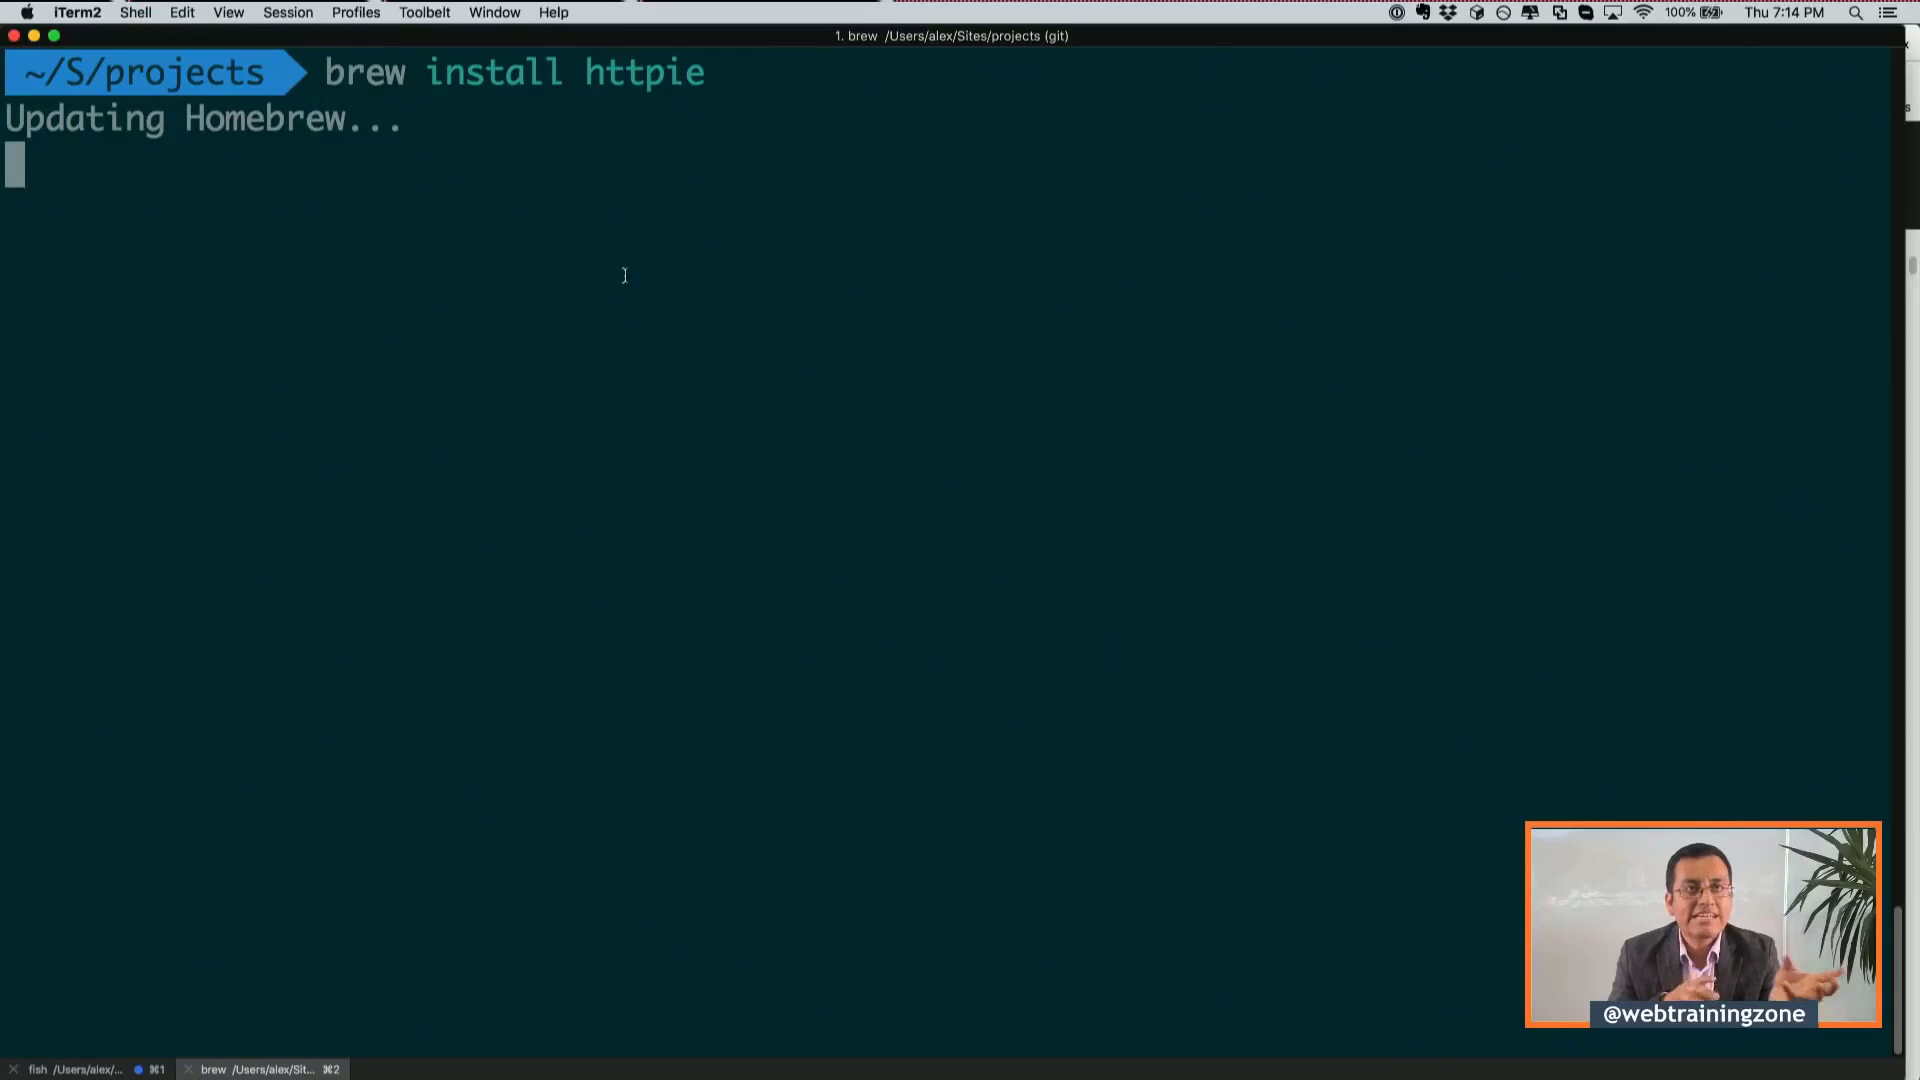 iTerm2 Shell Edit View Session Profiles Toolbelt Window Help 100% Thu 7:14 PM
1. brew /Users/alex/Sites/projects (git)
~/S/projects brew install httpie
Updating Homebrew...
@webtrainingzone
fish /Users/alex/... ⌘1 brew /Users/alex/Sit... ⌘2